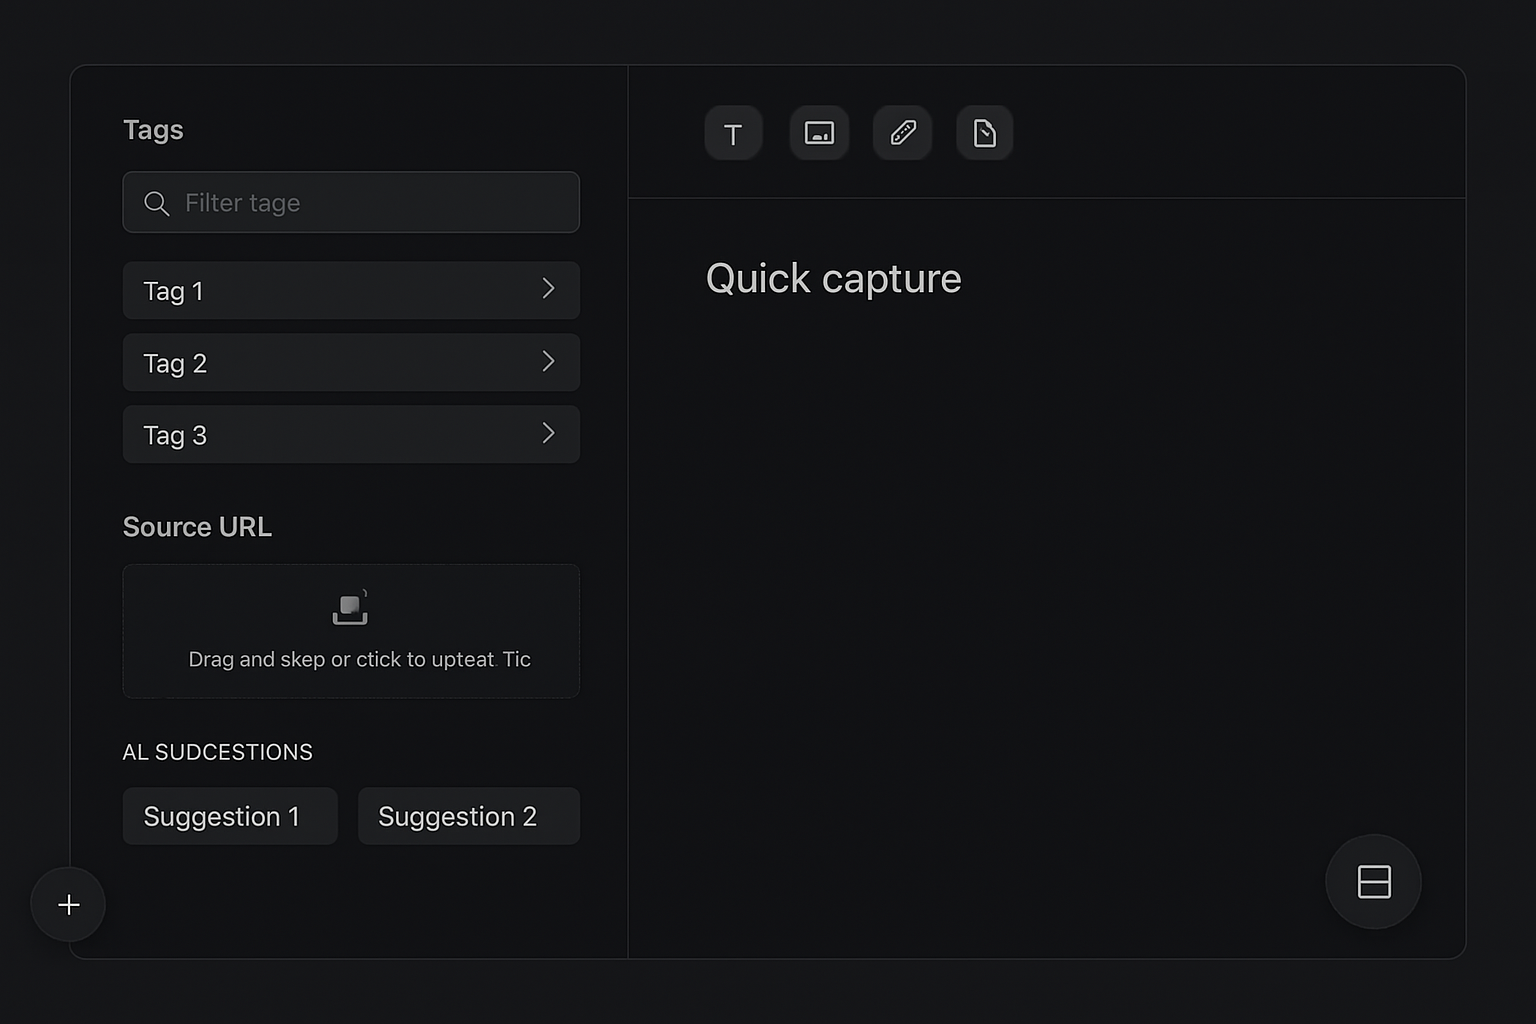 Tags
Filter tage
Tag 1
Tag 2
Tag 3
Source URL
Drag and skep or ctick to upteat. Tic
AL SUDCESTIONS
Suggestion 1
Suggestion 2
T
Quick capture